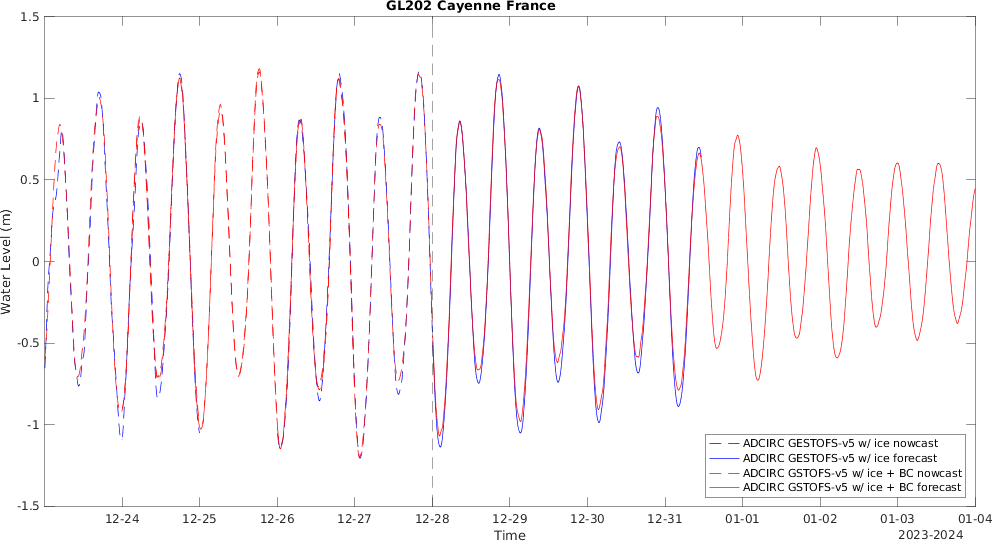 GL202 Cayenne France
1.5
1
0.5
0
-0.5
-1
-1.5
Water Level (m)
12-24 12-25 12-26 12-27 12-28 12-29 12-30 12-31 01-01 01-02 01-03 01-04
Time
2023-2024
ADCIRC GESTOFS-v5 w/ ice nowcast
ADCIRC GESTOFS-v5 w/ ice forecast
ADCIRC GSTOFS-v5 w/ ice + BC nowcast
ADCIRC GSTOFS-v5 w/ ice + BC forecast